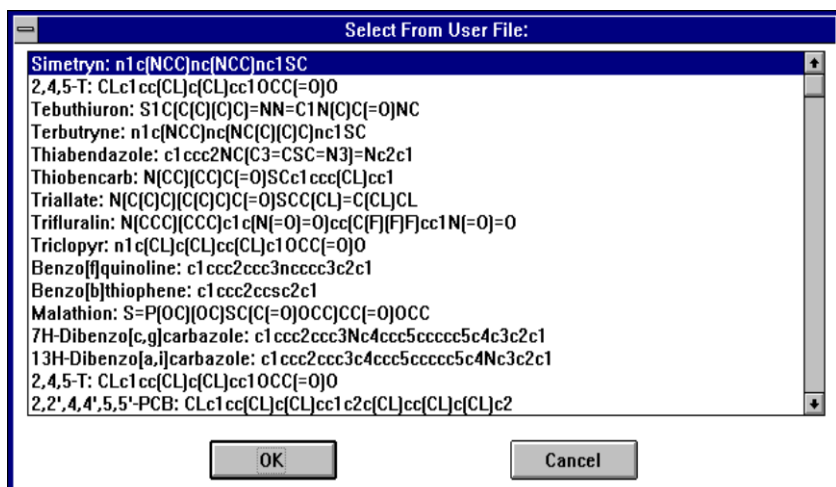 Select From User File:
Simetryn: n1c(NCC)nc(NCC)nc1SC
2,4,5-T: CLc1cc(CL)c(CL)cc1OCC(=O)O
Tebuthiuron: S1C(C(C)(C)C)=NN=C1N(C)C(=O)NC
Terbutryne: n1c(NCC)nc(NC(C)(C)C)nc1SC
Thiabendazole: c1ccc2NC(C3=CSC=N3)=Nc2c1
Thiobencarb: N(CC)(CC)C(=O)SCc1ccc(CL)cc1
Triallate: N(C(C)C)(C(C)C)C(=O)SCC(CL)=C(CL)CL
Trifluralin: N(CCC)(CCC)c1c(N(=O)=O)cc(C(F)(F)F)cc1N(=O)=O
Triclopyr: n1c(CL)c(CL)cc(CL)c1OCC(=O)O
Benzo[f]quinoline: c1ccc2ccc3ncccc3c2c1
Benzo[b]thiophene: c1ccc2ccsc2c1
Malathion: S=P(OC)(OC)SC(C(=O)OCC)CC(=O)OCC
7H-Dibenzo[c,g]carbazole: c1ccc2ccc3Nc4ccc5ccccc5c4c3c2c1
13H-Dibenzo[a,i]carbazole: c1ccc2ccc3c4ccc5ccccc5c4Nc3c2c1
2,4,5-T: CLc1cc(CL)c(CL)cc1OCC(=O)O
2,2',4,4',5,5'-PCB: CLc1cc(CL)c(CL)cc1c2c(CL)cc(CL)c(CL)c2
OK Cancel